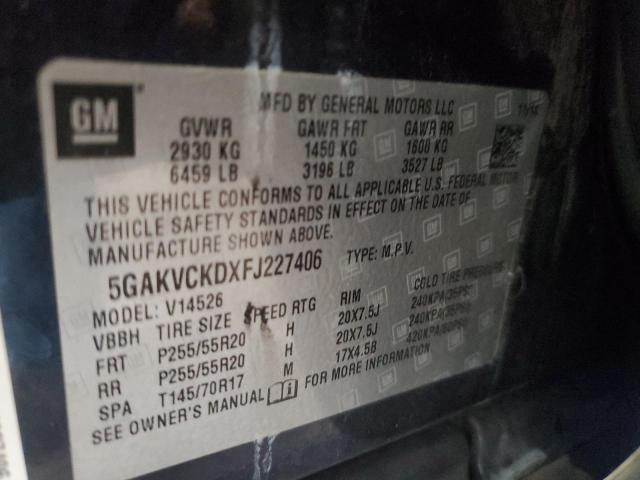 GM
MFD BY GENERAL MOTORS LLC
GVWR GAWR FRT GAWR RR
2930 KG 1450 KG 1600 KG
6459 LB 3196 LB 3527 LB
THIS VEHICLE CONFORMS TO ALL APPLICABLE U.S. FEDERAL MOTOR
VEHICLE SAFETY STANDARDS IN EFFECT ON THE DATE OF
MANUFACTURE SHOWN ABOVE.
5GAKVCKDXFJ227406 TYPE: M.P.V.
MODEL: V14526
VBBH TIRE SIZE SPEED RTG RIM COLD TIRE PRESSURE
FRT P255/55R20 H 20X7.5J 240KPA(35PSI)
RR P255/55R20 H 20X7.5J 240KPA(35PSI)
SPA T145/70R17 M 17X4.5B 420KPA(60PSI)
SEE OWNER'S MANUAL FOR MORE INFORMATION